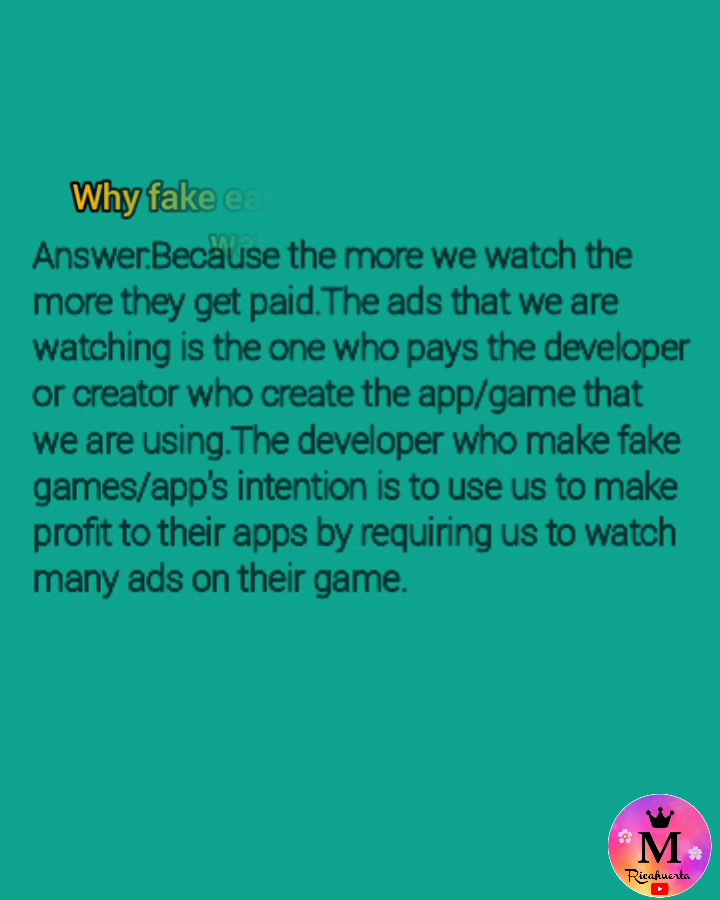 Why fake
Answer:Because the more we watch the
more they get paid.The ads that we are
watching is the one who pays the developer
or creator who create the app/game that
we are using.The developer who make fake
games/app's intention is to use us to make
profit to their apps by requiring us to watch
many ads on their game.
M
Ricahuerta